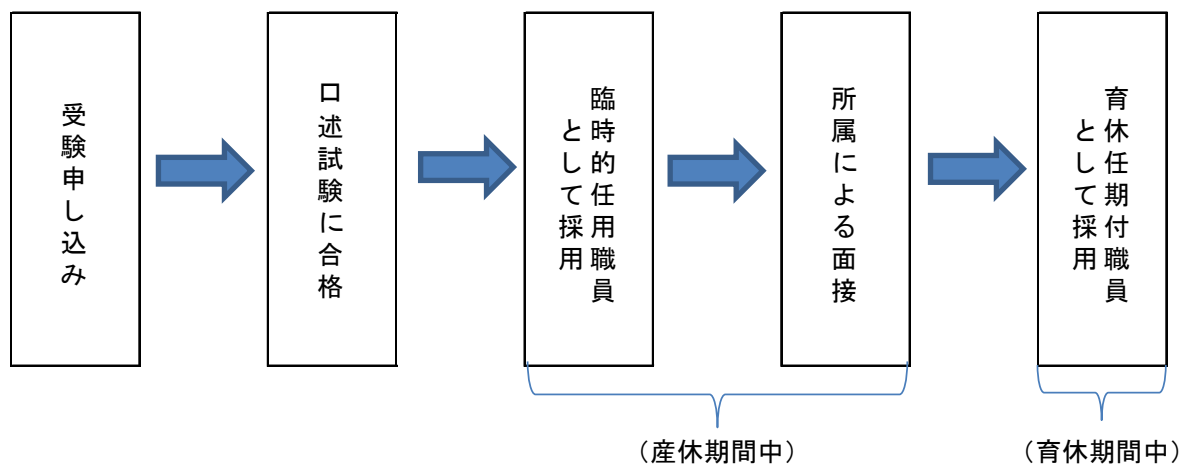 受験申し込み
口述試験に合格
臨時的任用職員
として採用
所属による面接
育休任期付職員
として採用
（産休期間中）
（育休期間中）